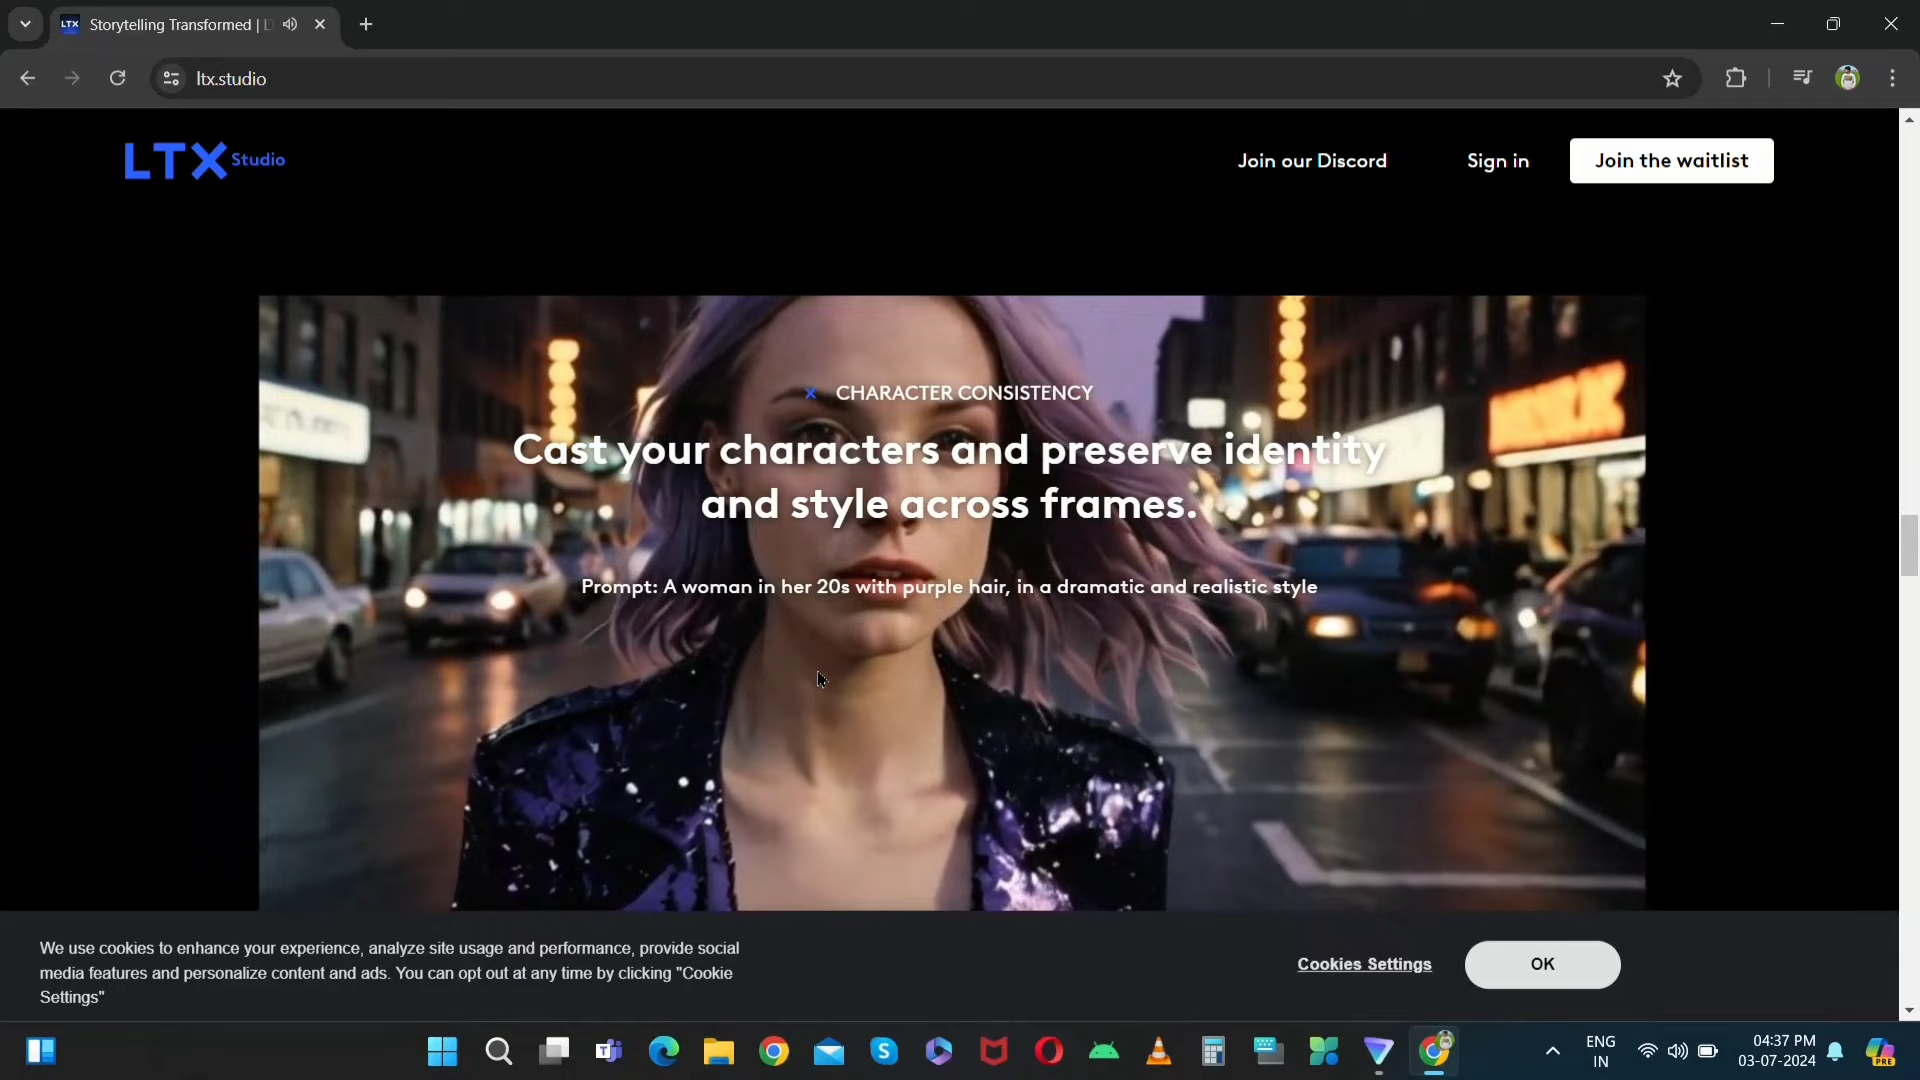 LTX
Storytelling Transformed |
ltx.studio
LTX Studio
Join our Discord
Sign in
Join the waitlist
CHARACTER CONSISTENCY
Cast your characters and preserve identity
and style across frames.
Prompt: A woman in her 20s with purple hair, in a dramatic and realistic style
We use cookies to enhance your experience, analyze site usage and performance, provide social
media features and personalize content and ads. You can opt out at any time by clicking "Cookie
Settings"
Cookies Settings
OK
ENG
IN
04:37 PM
03-07-2024
PRE